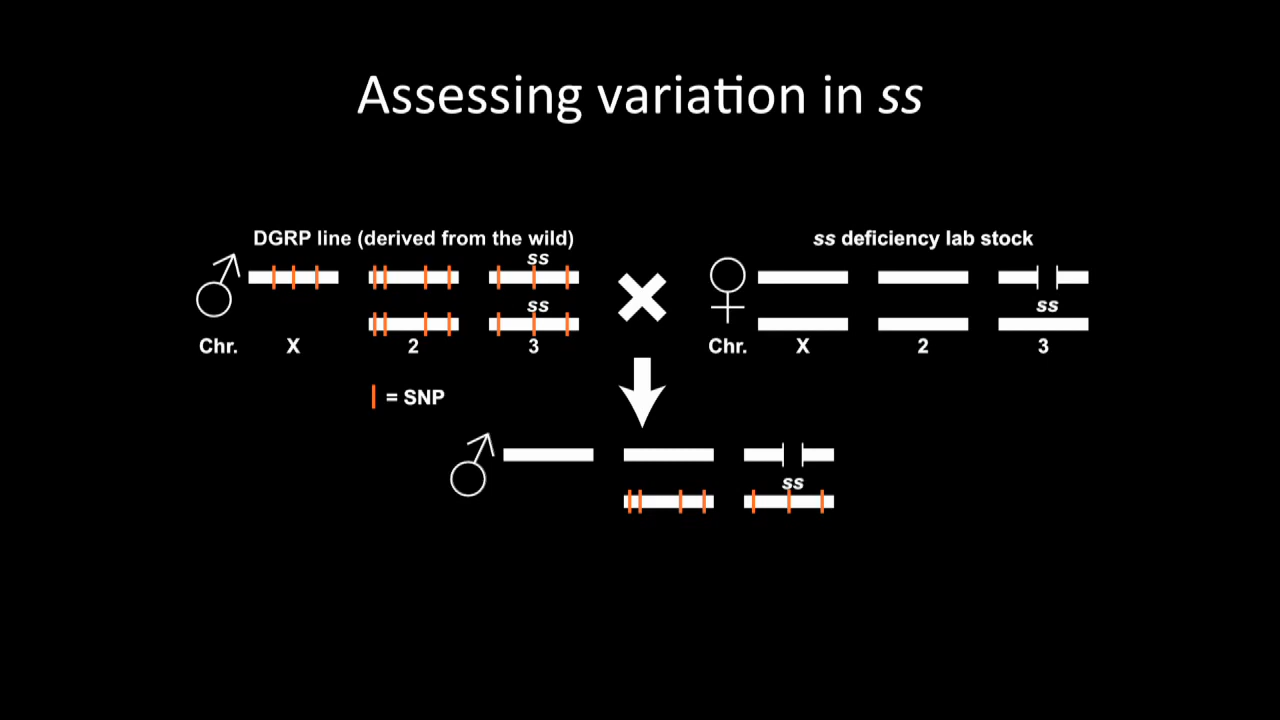 Assessing variation in ss
DGRP line (derived from the wild)
ss
ss
Chr. X 2 3
= SNP
ss deficiency lab stock
ss
Chr. X 2 3
ss